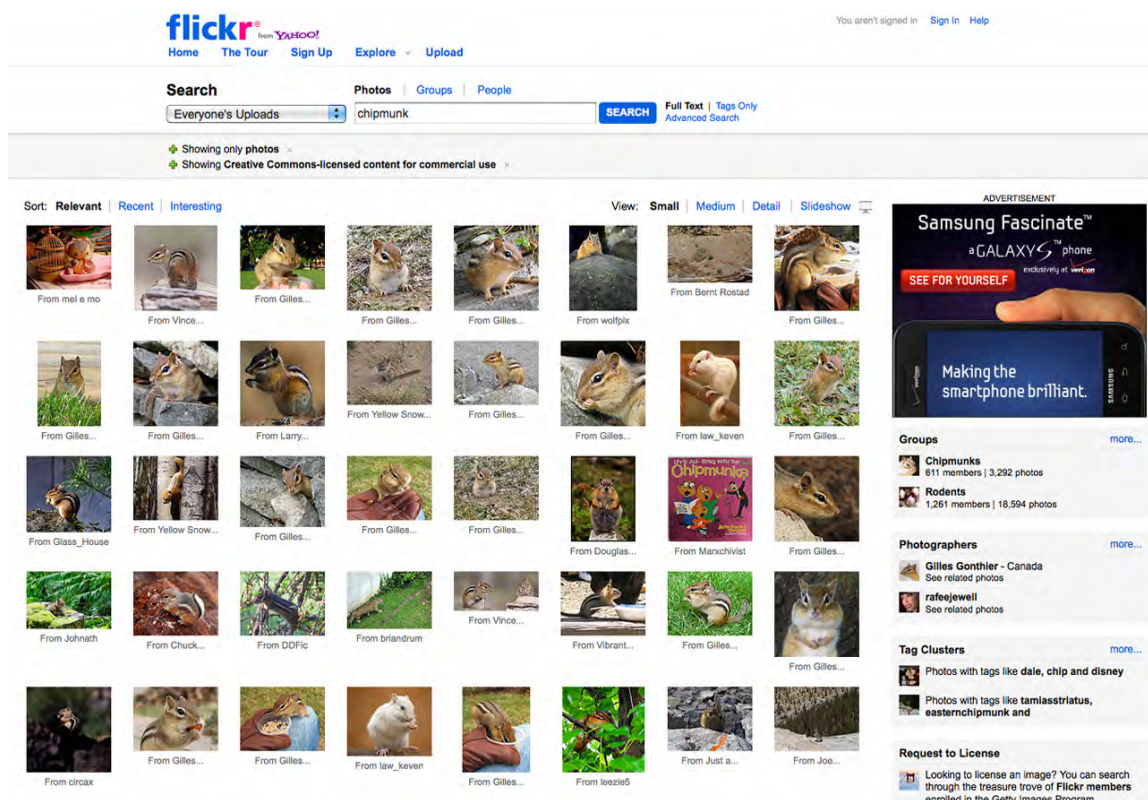 flickr® from YAHOO!
You aren't signed in Sign In Help
Home The Tour Sign Up Explore Upload
Search Photos Groups People
Everyone's Uploads chipmunk SEARCH Full Text | Tags Only
Advanced Search
Showing only photos ×
Showing Creative Commons-licensed content for commercial use ×
Sort: Relevant | Recent | Interesting View: Small | Medium | Detail | Slideshow
From mel e mo
From Vince...
From Gilles...
From Gilles...
From Gilles...
From wolfpix
From Bernt Rostad
From Gilles...
From Gilles...
From Gilles...
From Larry...
From Yellow Snow...
From Gilles...
From Gilles...
From law_keven
From Gilles...
From Glass_House
From Yellow Snow...
From Gilles...
From Gilles...
From Gilles...
From Douglas...
Chipmunks
From Marxchivist
From Gilles...
From Johnath
From Chuck...
From DDFic
From briandrum
From Vince...
From Vibrant...
From Gilles...
From Gilles...
From circax
From Gilles...
From Gilles...
From law_keven
From Gilles...
From leezie5
From Just a...
From Joe...
ADVERTISEMENT
Samsung Fascinate™
a GALAXY S™ phone
exclusively at verizon
SEE FOR YOURSELF
verizon
Making the
smartphone brilliant.
SAMSUNG
Groups more...
Chipmunks
611 members | 3,292 photos
Rodents
1,261 members | 18,594 photos
Photographers more...
Gilles Gonthier - Canada
See related photos
rafeejewell
See related photos
Tag Clusters more...
Photos with tags like dale, chip and disney
Photos with tags like tamiasstriatus,
easternchipmunk and
Request to License
Looking to license an image? You can search
through the treasure trove of Flickr members
enrolled in the Getty Images Program